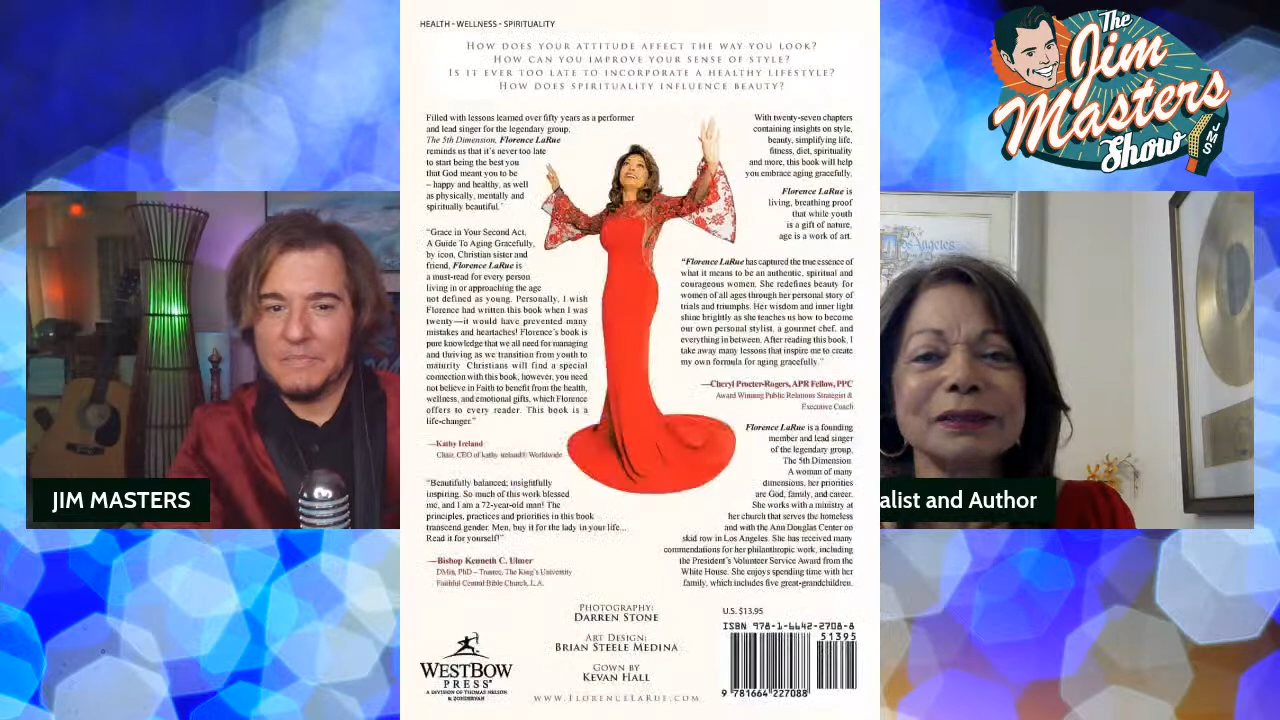 HEALTH - WELLNESS - SPIRITUALITY
HOW DOES YOUR ATTITUDE AFFECT THE WAY YOU LOOK?
HOW CAN YOU IMPROVE YOUR SENSE OF STYLE?
IS IT EVER TOO LATE TO INCORPORATE A HEALTHY LIFESTYLE?
HOW DOES SPIRITUALITY INFLUENCE BEAUTY?
Filled with lessons learned over fifty years as a performer
and lead singer for the legendary group,
The 5th Dimension, Florence LaRue
reminds us that it's never too late
to start being the best you
that God meant you to be
– happy and healthy, as well
as physically, mentally and
spiritually beautiful.
"Grace in Your Second Act,
A Guide To Aging Gracefully,
by icon, Christian sister and
friend, Florence LaRue is
a must-read for every person
living in or approaching the age
not defined as young. Personally, I wish
Florence had written this book when I was
twenty—it would have prevented many
mistakes and heartaches! Florence's book is
pure knowledge that we all need for managing
and thriving as we transition from youth to
maturity. Christians will find a special
connection with this book, however, you need
not believe in Faith to benefit from the health,
wellness, and emotional gifts, which Florence
offers to every reader. This book is a
life-changer."
—Kathy Ireland
Chair, CEO of kathy ireland® Worldwide
"Beautifully balanced; insightfully
inspiring. So much of this work blessed
me, and I am a 72-year-old man! The
principles, practices and priorities in this book
transcend gender. Men, buy it for the lady in your life...
Read it for yourself!"
—Bishop Kenneth C. Ulmer
DMin, PhD – Trustee, The King's University
Faithful Central Bible Church, L.A.
With twenty-seven chapters
containing insights on style,
beauty, simplifying life,
fitness, diet, spirituality
and more, this book will help
you embrace aging gracefully.
Florence LaRue is
living, breathing proof
that while youth
is a gift of nature,
age is a work of art.
"Florence LaRue has captured the true essence of
what it means to be an authentic, spiritual and
courageous women. She redefines beauty for
women of all ages through her personal story of
trials and triumphs. Her wisdom and inner light
shine brightly as she teaches us how to become
our own personal stylist, a gourmet chef, and
everything in between. After reading this book, I
take away many lessons that inspire me to create
my own formula for aging gracefully."
—Cheryl Procter-Rogers, APR Fellow, PPC
Award Winning Public Relations Strategist &
Executive Coach
Florence LaRue is a founding
member and lead singer
of the legendary group,
The 5th Dimension.
A woman of many
dimensions, her priorities
are God, family, and career.
She works with a ministry at
her church that serves the homeless
and with the Ann Douglas Center on
skid row in Los Angeles. She has received many
commendations for her philanthropic work, including
the President's Volunteer Service Award from the
White House. She enjoys spending time with her
family, which includes five great-grandchildren.
PHOTOGRAPHY:
DARREN STONE
ART DESIGN:
BRIAN STEELE MEDINA
GOWN BY
KEVAN HALL
WWW.FLORENCELARUE.COM
WESTBOW
PRESS®
A DIVISION OF THOMAS NELSON
& ZONDERVAN
U.S. $13.95
ISBN 978-1-6642-2708-8
51395
9 781664 227088
The
Jim
Masters
Show
JMS
Los Angeles
JIM MASTERS
alist and Author